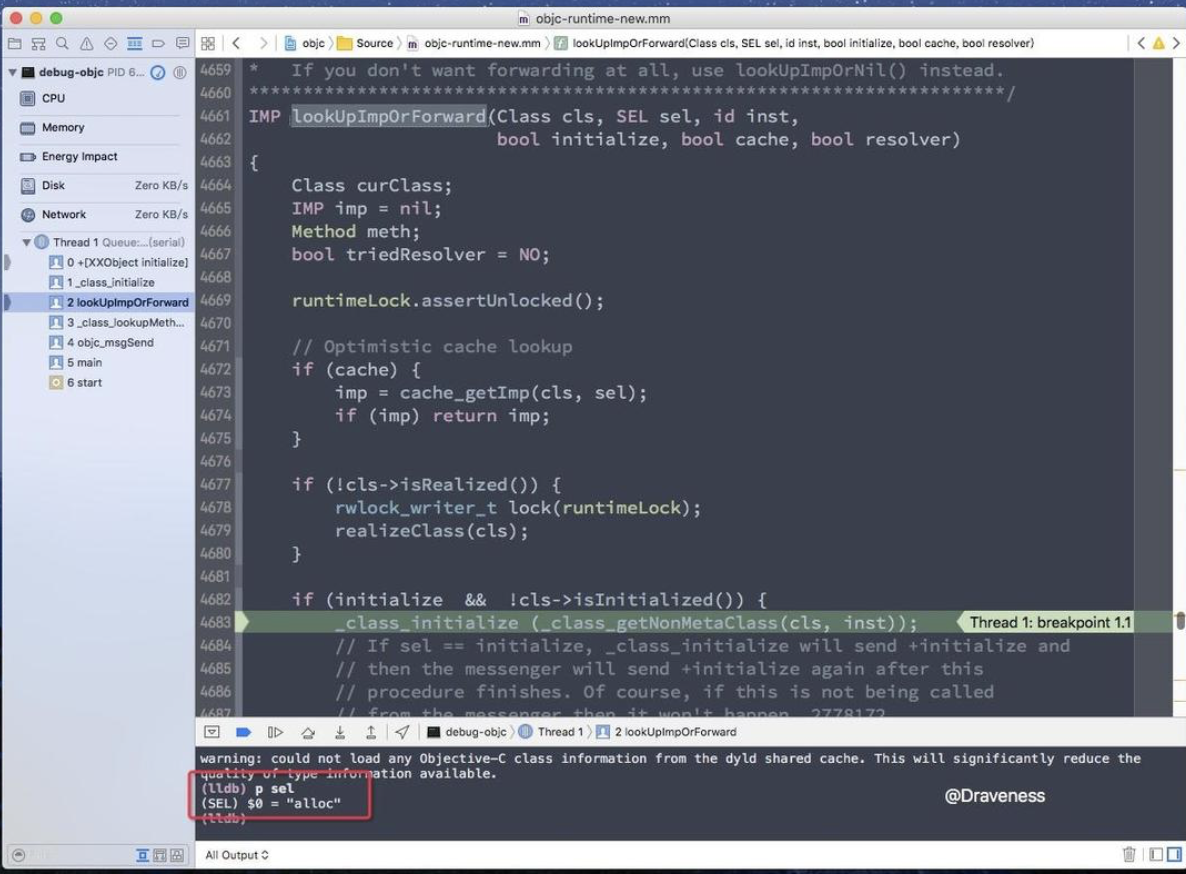 objc-runtime-new.mm
objc
Source
objc-runtime-new.mm
lookUpImpOrForward(Class cls, SEL sel, id inst, bool initialize, bool cache, bool resolver)
debug-objc PID 6...
CPU
Memory
Energy Impact
Disk Zero KB/s
Network Zero KB/s
Thread 1 Queue:...(serial)
0 +[XXObject initialize]
1 _class_initialize
2 lookUpImpOrForward
3 _class_lookupMeth...
4 objc_msgSend
5 main
6 start
4659 * If you don't want forwarding at all, use lookUpImpOrNil() instead.
4660 **********************************************************************/
4661 IMP lookUpImpOrForward(Class cls, SEL sel, id inst,
4662 bool initialize, bool cache, bool resolver)
4663 {
4664 Class curClass;
4665 IMP imp = nil;
4666 Method meth;
4667 bool triedResolver = NO;
4668
4669 runtimeLock.assertUnlocked();
4670
4671 // Optimistic cache lookup
4672 if (cache) {
4673 imp = cache_getImp(cls, sel);
4674 if (imp) return imp;
4675 }
4676
4677 if (!cls->isRealized()) {
4678 rwlock_writer_t lock(runtimeLock);
4679 realizeClass(cls);
4680 }
4681
4682 if (initialize && !cls->isInitialized()) {
4683 _class_initialize (_class_getNonMetaClass(cls, inst)); Thread 1: breakpoint 1.1
4684 // If sel == initialize, _class_initialize will send +initialize and
4685 // then the messenger will send +initialize again after this
4686 // procedure finishes. Of course, if this is not being called
4687 // from the messenger then it won't happen. 2778172
debug-objc
Thread 1
2 lookUpImpOrForward
warning: could not load any Objective-C class information from the dyld shared cache. This will significantly reduce the
quality of type information available.
(lldb) p sel
(SEL) $0 = "alloc"
(lldb)
@Draveness
All Output